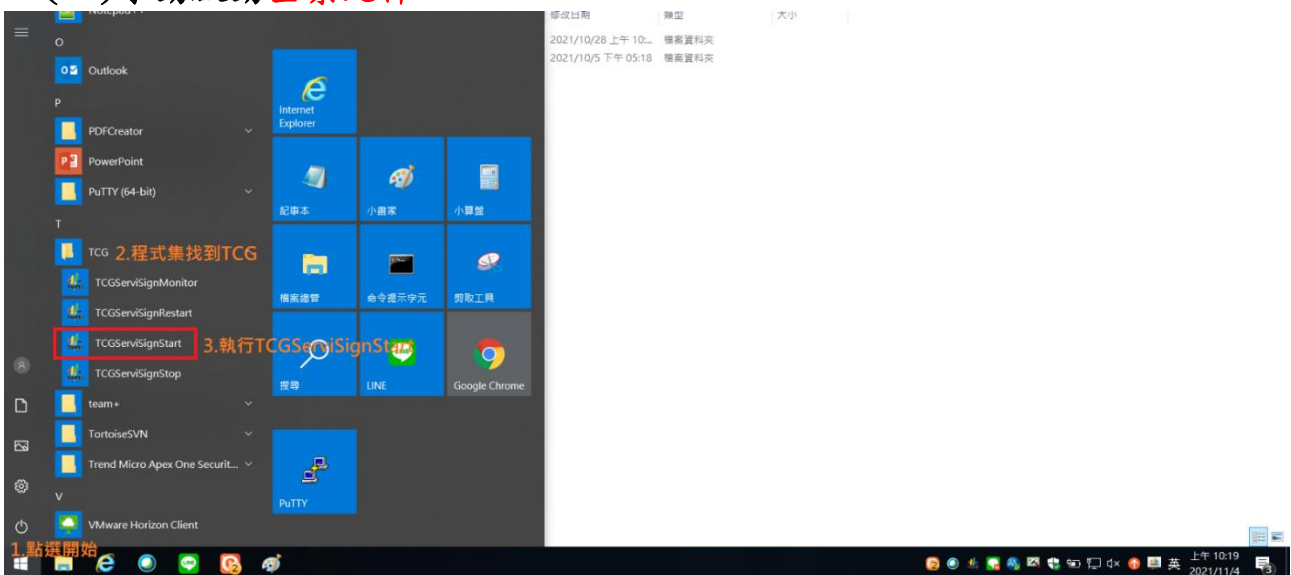 Notepad++
O
Outlook
P
PDFCreator
PowerPoint
PuTTY (64-bit)
T
TCG 2.程式集找到TCG
TCGServiSignMonitor
TCGServiSignRestart
TCGServiSignStart 3.執行TCGServiSignStart
TCGServiSignStop
team+
TortoiseSVN
Trend Micro Apex One Securit...
V
VMware Horizon Client
1.點選開始
Internet
Explorer
記事本
小畫家
小算盤
檔案總管
命令提示字元
剪取工具
搜尋
LINE
Google Chrome
PuTTY
修改日期 類型 大小
2021/10/28 上午 10:... 檔案資料夾
2021/10/5 下午 05:18 檔案資料夾
英
上午 10:19
2021/11/4
3